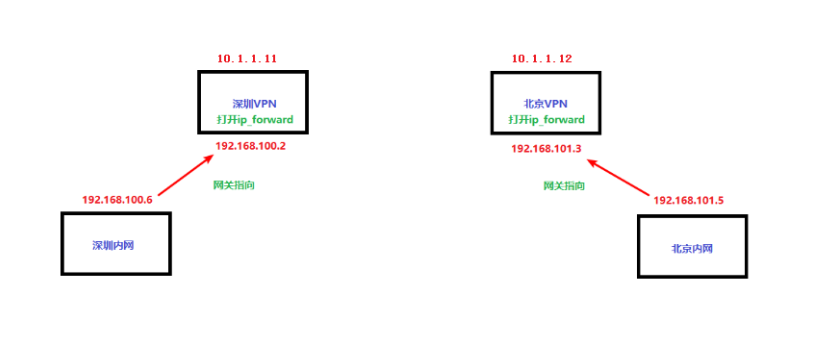 10.1.1.11
深圳VPN
打开ip_forward
192.168.100.2
网关指向
192.168.100.6
深圳内网
10.1.1.12
北京VPN
打开ip_forward
192.168.101.3
网关指向
192.168.101.5
北京内网